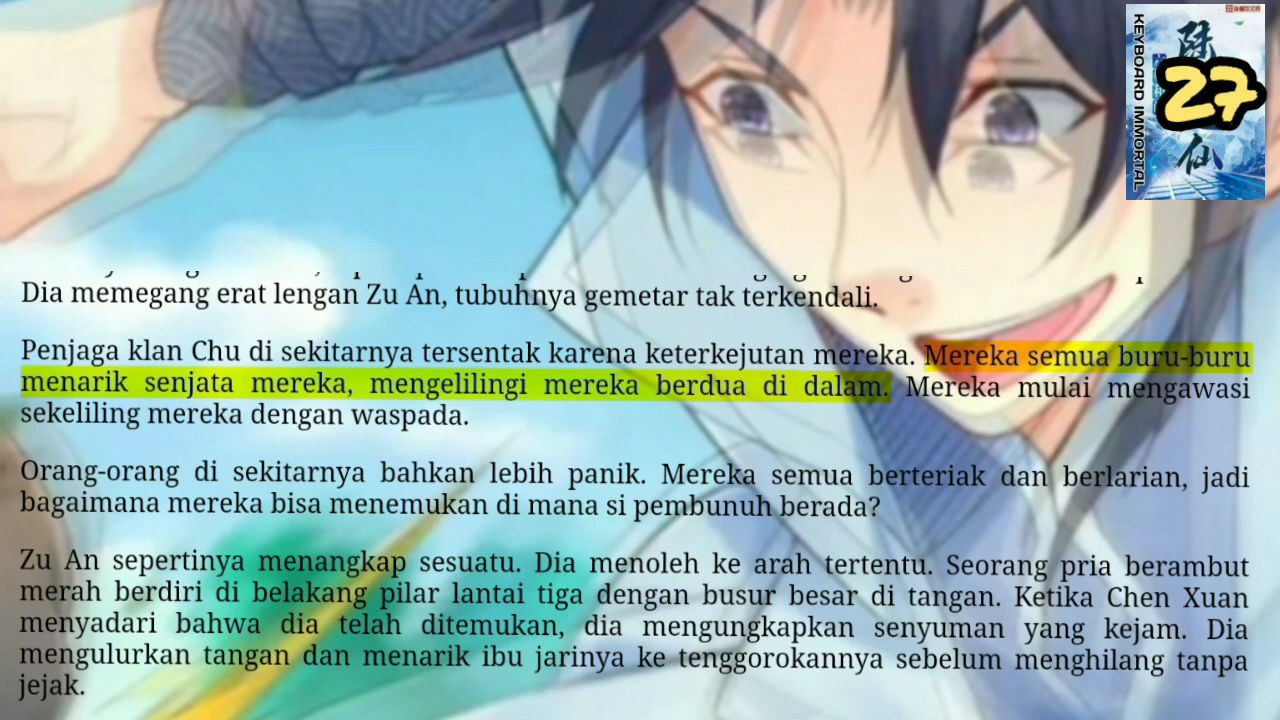 陆
27
仙
KEYBOARD IMMORTAL
Dia memegang erat lengan Zu An, tubuhnya gemetar tak terkendali.
Penjaga klan Chu di sekitarnya tersentak karena keterkejutan mereka. Mereka semua buru-buru
menarik senjata mereka, mengelilingi mereka berdua di dalam. Mereka mulai mengawasi
sekeliling mereka dengan waspada.
Orang-orang di sekitarnya bahkan lebih panik. Mereka semua berteriak dan berlarian, jadi
bagaimana mereka bisa menemukan di mana si pembunuh berada?
Zu An sepertinya menangkap sesuatu. Dia menoleh ke arah tertentu. Seorang pria berambut
merah berdiri di belakang pilar lantai tiga dengan busur besar di tangan. Ketika Chen Xuan
menyadari bahwa dia telah ditemukan, dia mengungkapkan senyuman yang kejam. Dia
mengulurkan tangan dan menarik ibu jarinya ke tenggorokannya sebelum menghilang tanpa
jejak.